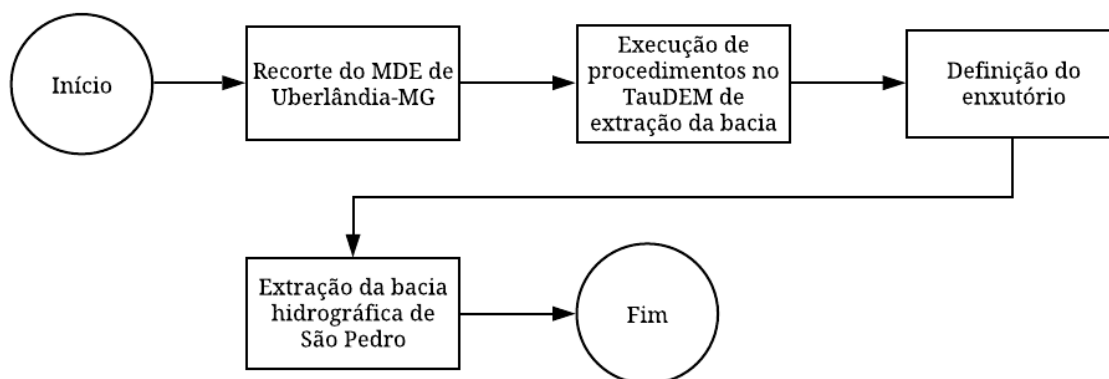 Início
Recorte do MDE de
Uberlândia-MG
Execução de
procedimentos no
TauDEM de
extração da bacia
Definição do
enxutório
Extração da bacia
hidrográfica de
São Pedro
Fim